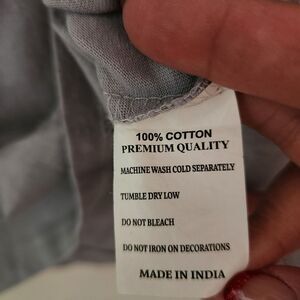 100% COTTON
PREMIUM QUALITY
MACHINE WASH COLD SEPARATELY
TUMBLE DRY LOW
DO NOT BLEACH
DO NOT IRON ON DECORATIONS
MADE IN INDIA